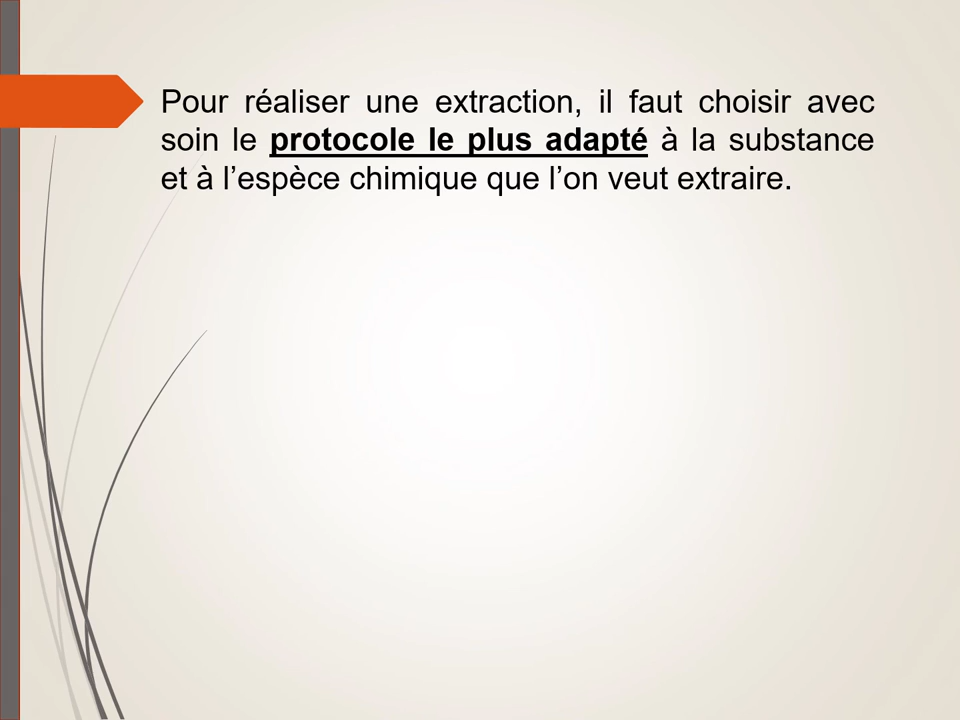 Pour réaliser une extraction, il faut choisir avec
soin le protocole le plus adapté à la substance
et à l’espèce chimique que l’on veut extraire.